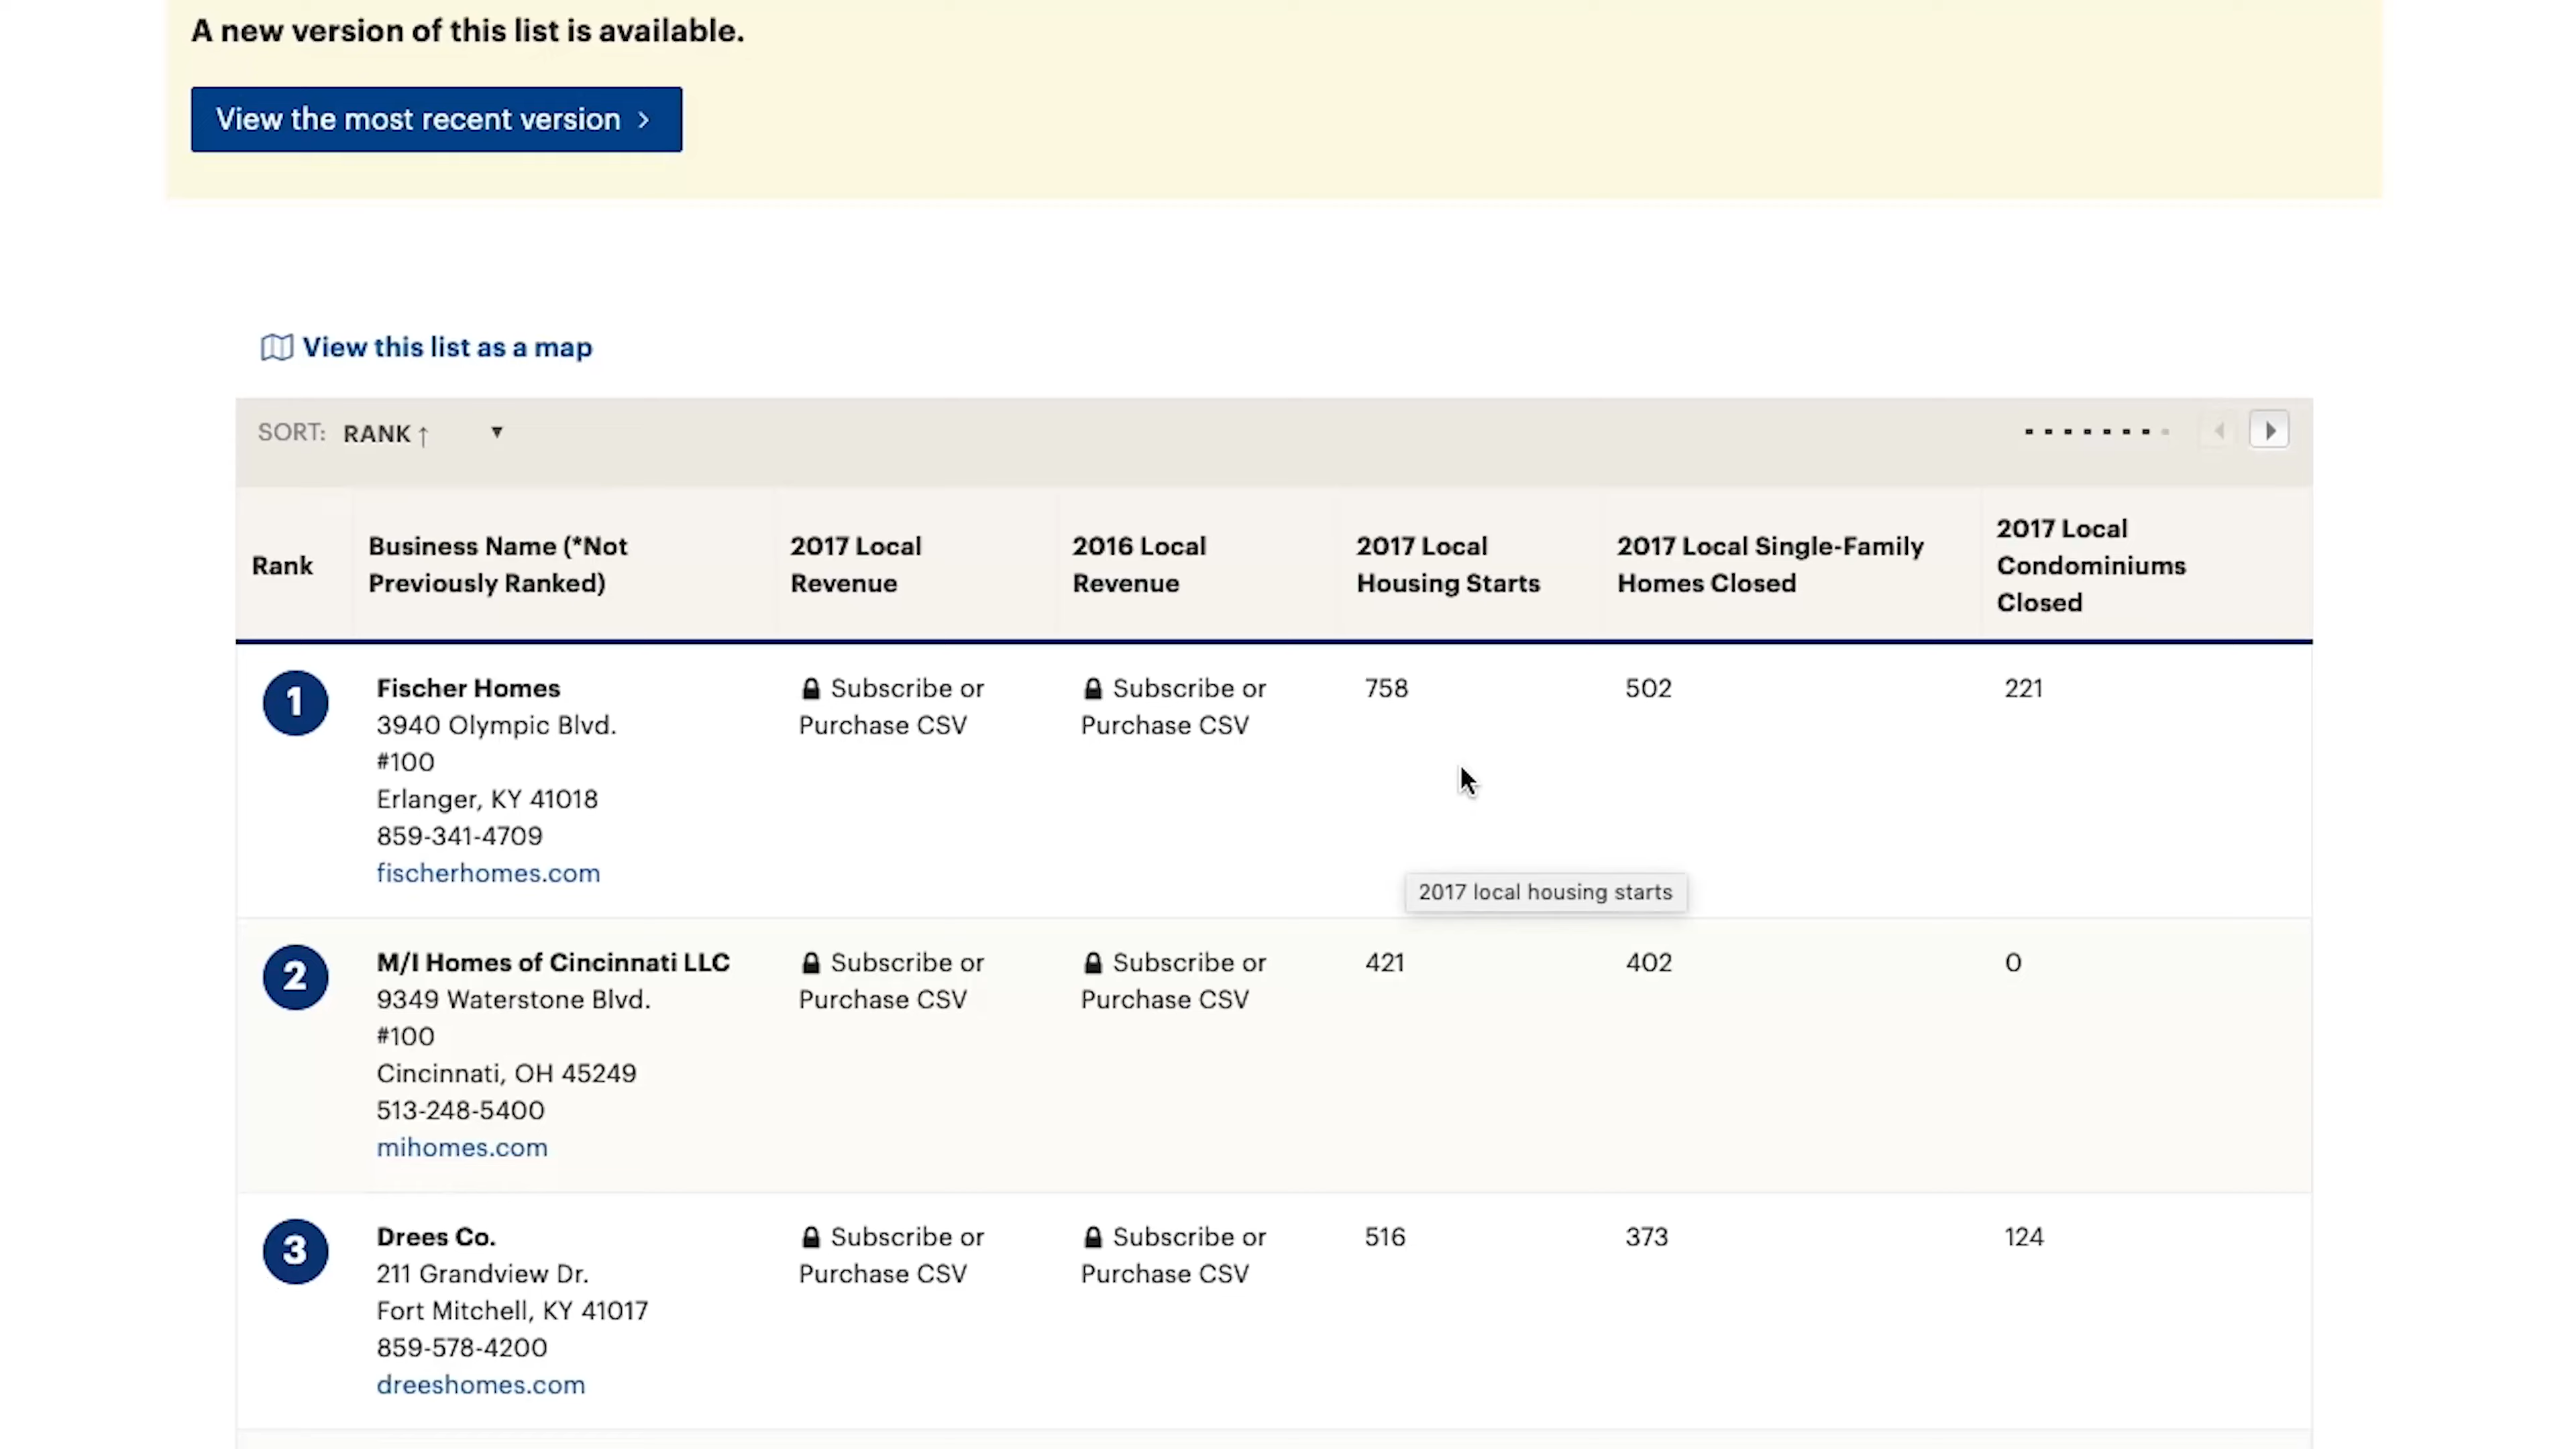 A new version of this list is available.
View the most recent version >
View this list as a map
SORT: RANK ↑ ▼
Rank
Business Name (*Not
Previously Ranked)
2017 Local
Revenue
2016 Local
Revenue
2017 Local
Housing Starts
2017 Local Single-Family
Homes Closed
2017 Local
Condominiums
Closed
1
Fischer Homes
3940 Olympic Blvd.
#100
Erlanger, KY 41018
859-341-4709
fischerhomes.com
Subscribe or
Purchase CSV
Subscribe or
Purchase CSV
758
502
221
2017 local housing starts
2
M/I Homes of Cincinnati LLC
9349 Waterstone Blvd.
#100
Cincinnati, OH 45249
513-248-5400
mihomes.com
Subscribe or
Purchase CSV
Subscribe or
Purchase CSV
421
402
0
3
Drees Co.
211 Grandview Dr.
Fort Mitchell, KY 41017
859-578-4200
dreeshomes.com
Subscribe or
Purchase CSV
Subscribe or
Purchase CSV
516
373
124